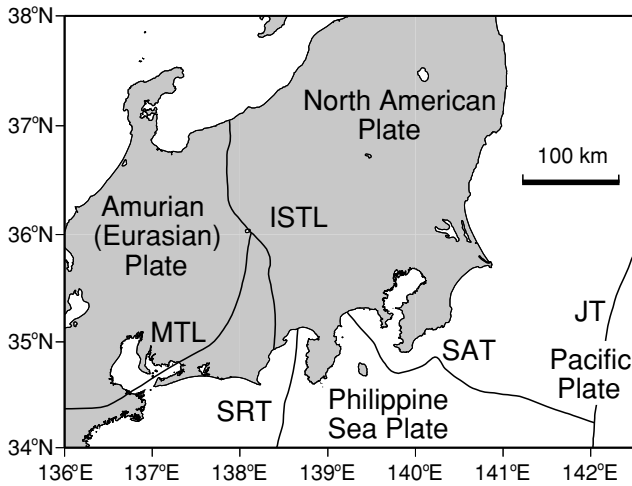 38°N
North American
Plate
37°N
100 km
Amurian
(Eurasian)
Plate
ISTL
36°N
MTL
JT
35°N
SAT
Pacific
Plate
SRT
Philippine
Sea Plate
34°N
136°E 137°E 138°E 139°E 140°E 141°E 142°E